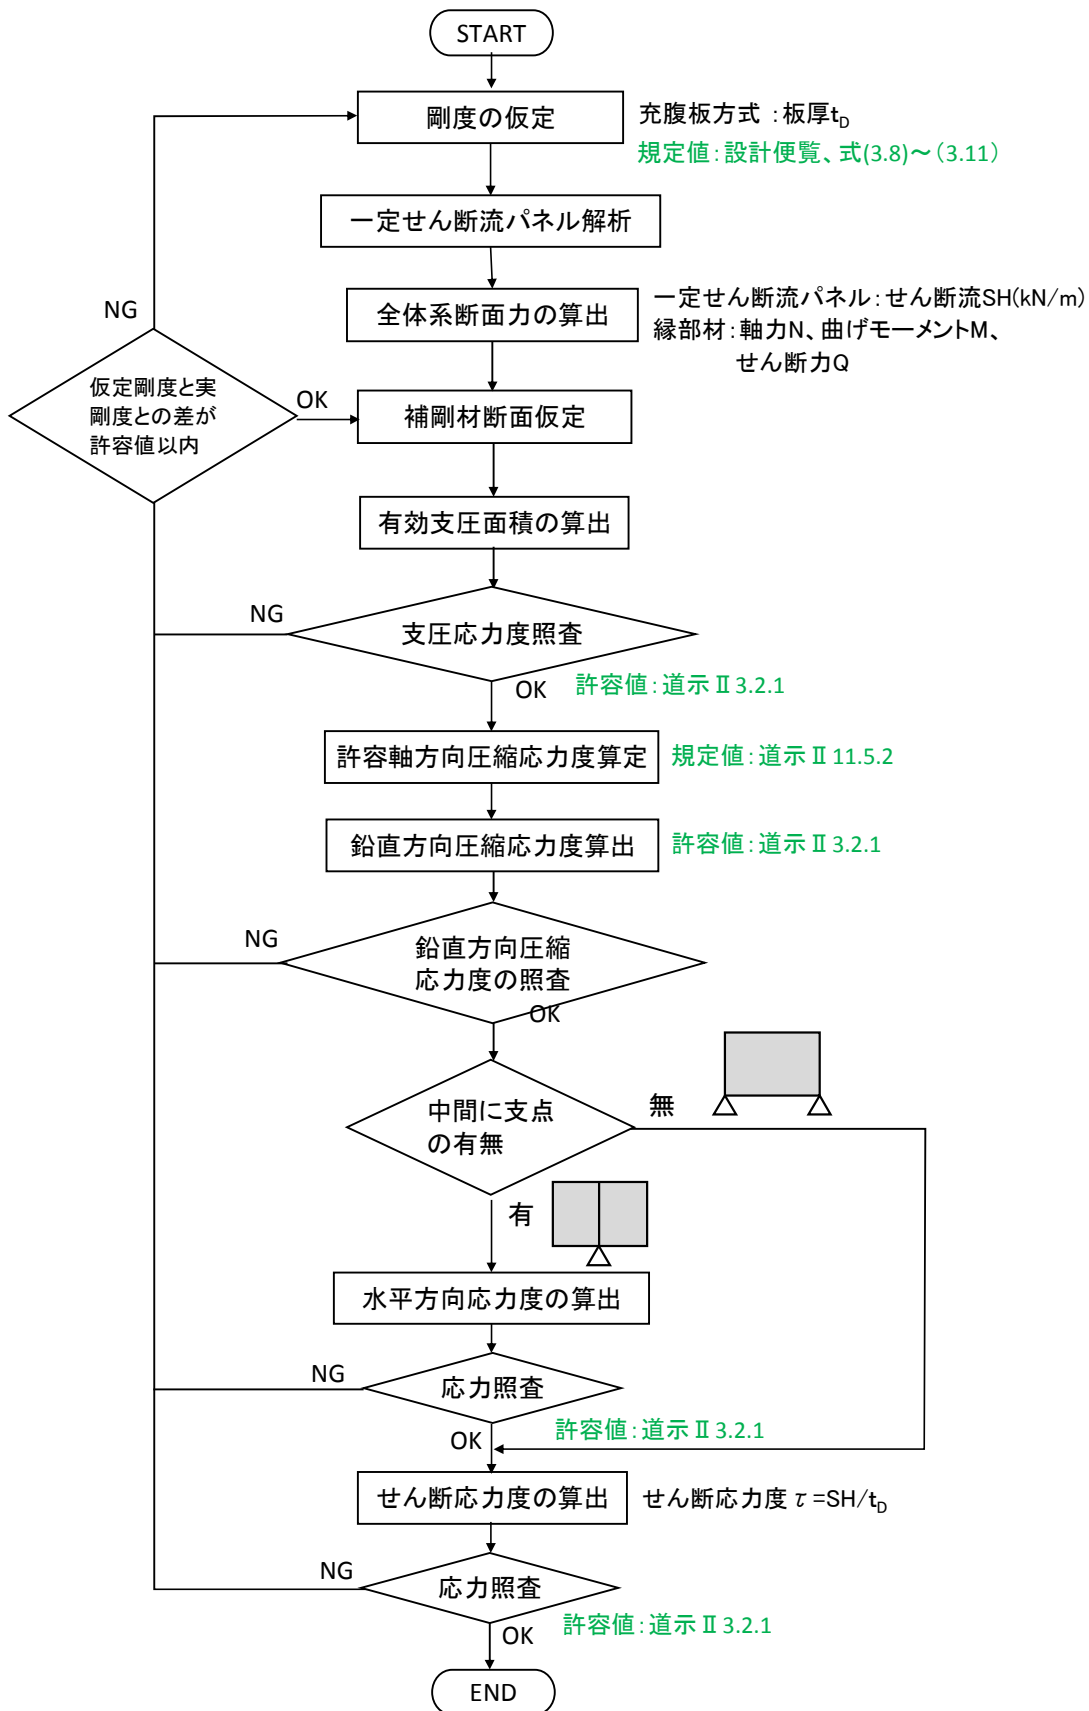 START
剛度の仮定
充腹板方式 ：板厚tD
規定値：設計便覧、式(3.8)～(3.11)
一定せん断流パネル解析
NG
全体系断面力の算出
一定せん断流パネル：せん断流SH(kN/m)
縁部材：軸力N、曲げモーメントM、
せん断力Q
仮定剛度と実
剛度との差が
許容値以内
OK
補剛材断面仮定
有効支圧面積の算出
NG
支圧応力度照査
OK
許容値：道示Ⅱ3.2.1
許容軸方向圧縮応力度算定
規定値：道示Ⅱ11.5.2
鉛直方向圧縮応力度算出
許容値：道示Ⅱ3.2.1
NG
鉛直方向圧縮
応力度の照査
OK
中間に支点
の有無
無
有
水平方向応力度の算出
NG
応力照査
OK
許容値：道示Ⅱ3.2.1
せん断応力度の算出
せん断応力度τ=SH/tD
NG
応力照査
OK
許容値：道示Ⅱ3.2.1
END